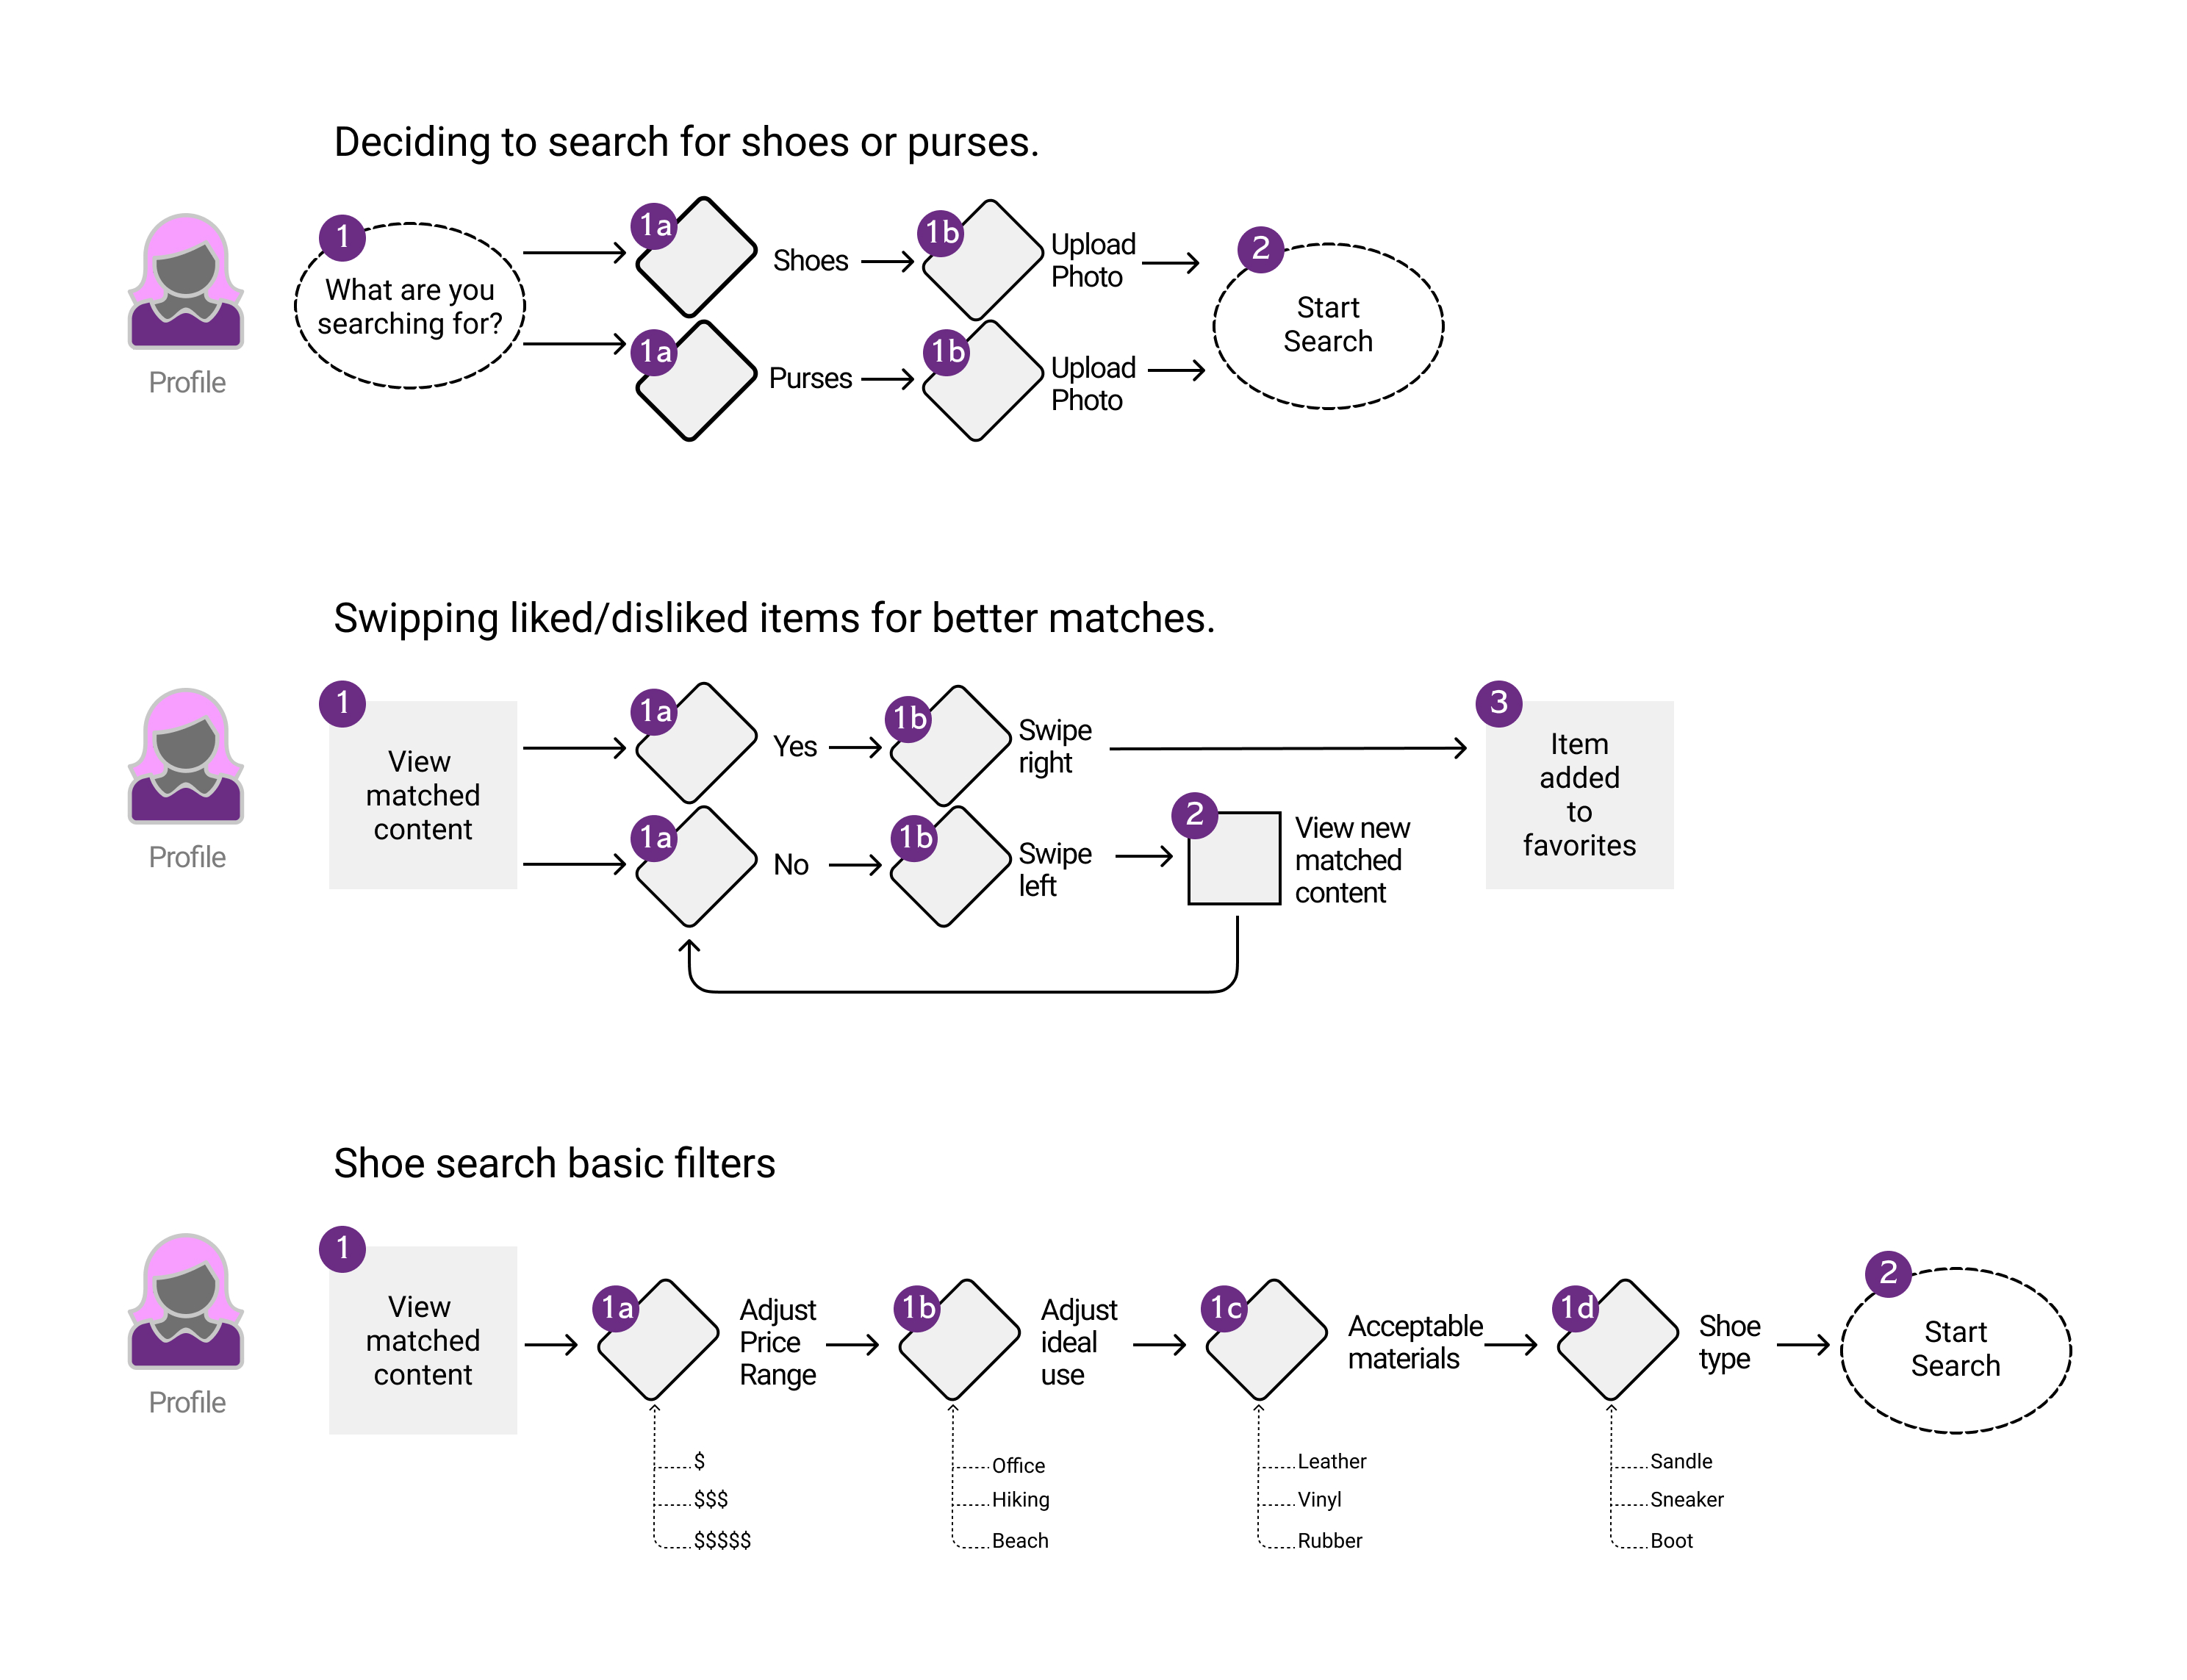 Deciding to search for shoes or purses.
1
What are you
searching for?
Profile
1a
Shoes
1b
Upload
Photo
1a
Purses
1b
Upload
Photo
2
Start
Search
Swipping liked/disliked items for better matches.
1
View
matched
content
Profile
1a
Yes
1b
Swipe
right
1a
No
1b
Swipe
left
2
View new
matched
content
3
Item
added
to
favorites
Shoe search basic filters
1
View
matched
content
Profile
1a
Adjust
Price
Range
$
$$$
$$$$$
1b
Adjust
ideal
use
Office
Hiking
Beach
1c
Acceptable
materials
Leather
Vinyl
Rubber
1d
Shoe
type
Sandle
Sneaker
Boot
2
Start
Search